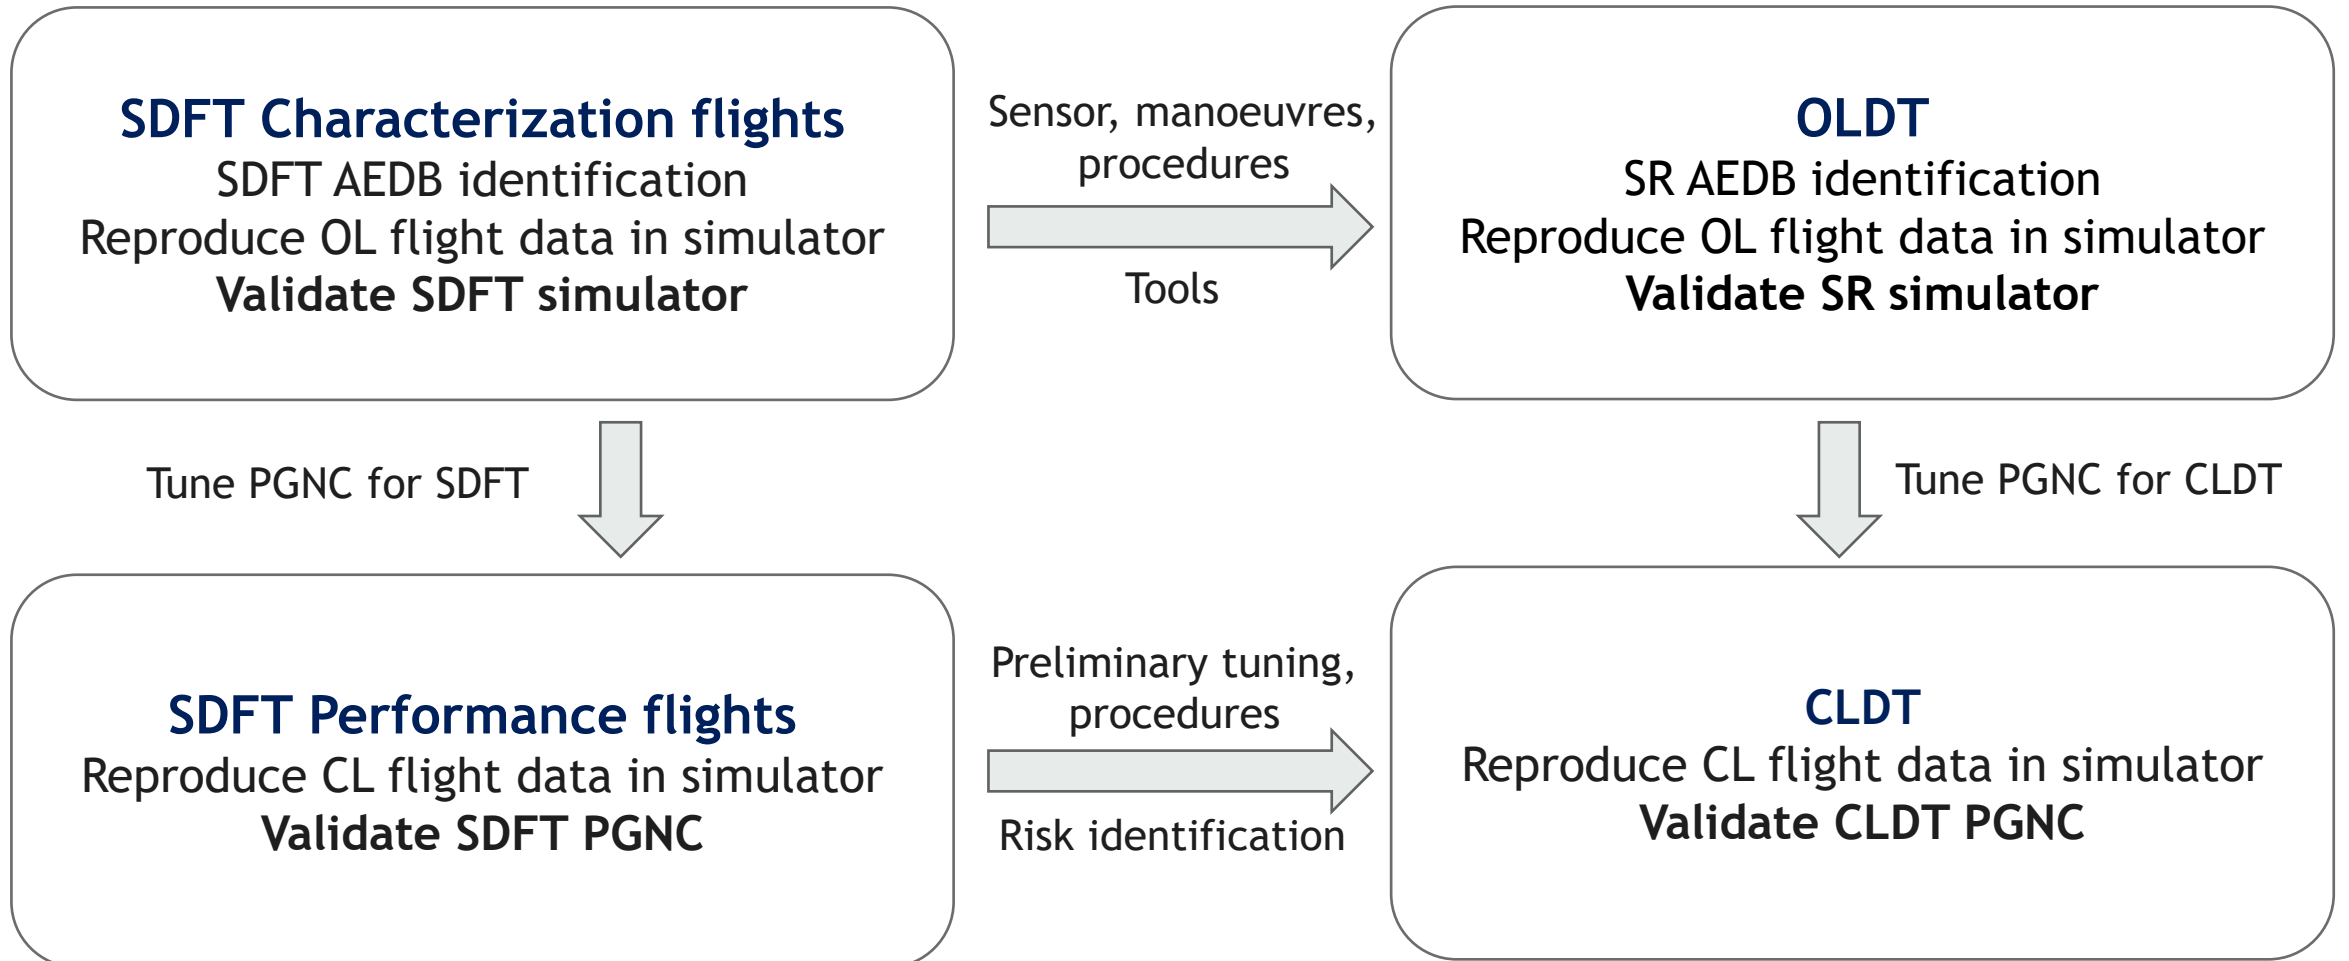 SDFT Characterization flights
SDFT AEDB identification
Reproduce OL flight data in simulator
Validate SDFT simulator
Sensor, manoeuvres,
procedures
Tools
OLDT
SR AEDB identification
Reproduce OL flight data in simulator
Validate SR simulator
Tune PGNC for SDFT
Tune PGNC for CLDT
SDFT Performance flights
Reproduce CL flight data in simulator
Validate SDFT PGNC
Preliminary tuning,
procedures
Risk identification
CLDT
Reproduce CL flight data in simulator
Validate CLDT PGNC